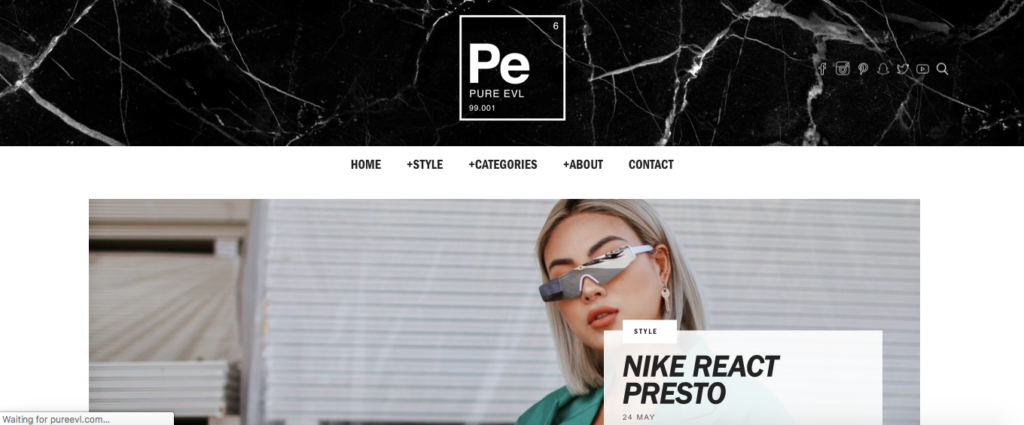 6
Pe
PURE EVL
99.001
HOME +STYLE +CATEGORIES +ABOUT CONTACT
STYLE
NIKE REACT
PRESTO
24 MAY
Waiting for pureevl.com...